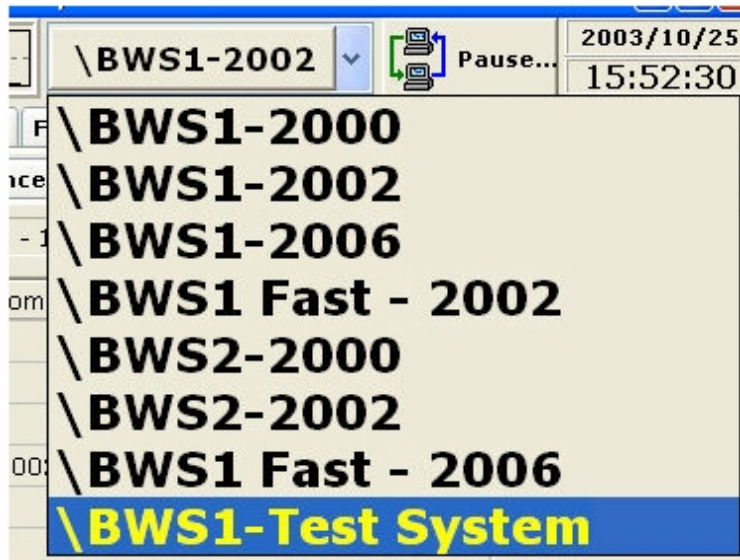 \BWS1-2002
Pause...
2003/10/25
15:52:30
\BWS1-2000
\BWS1-2002
\BWS1-2006
\BWS1 Fast - 2002
\BWS2-2000
\BWS2-2002
\BWS1 Fast - 2006
\BWS1-Test System